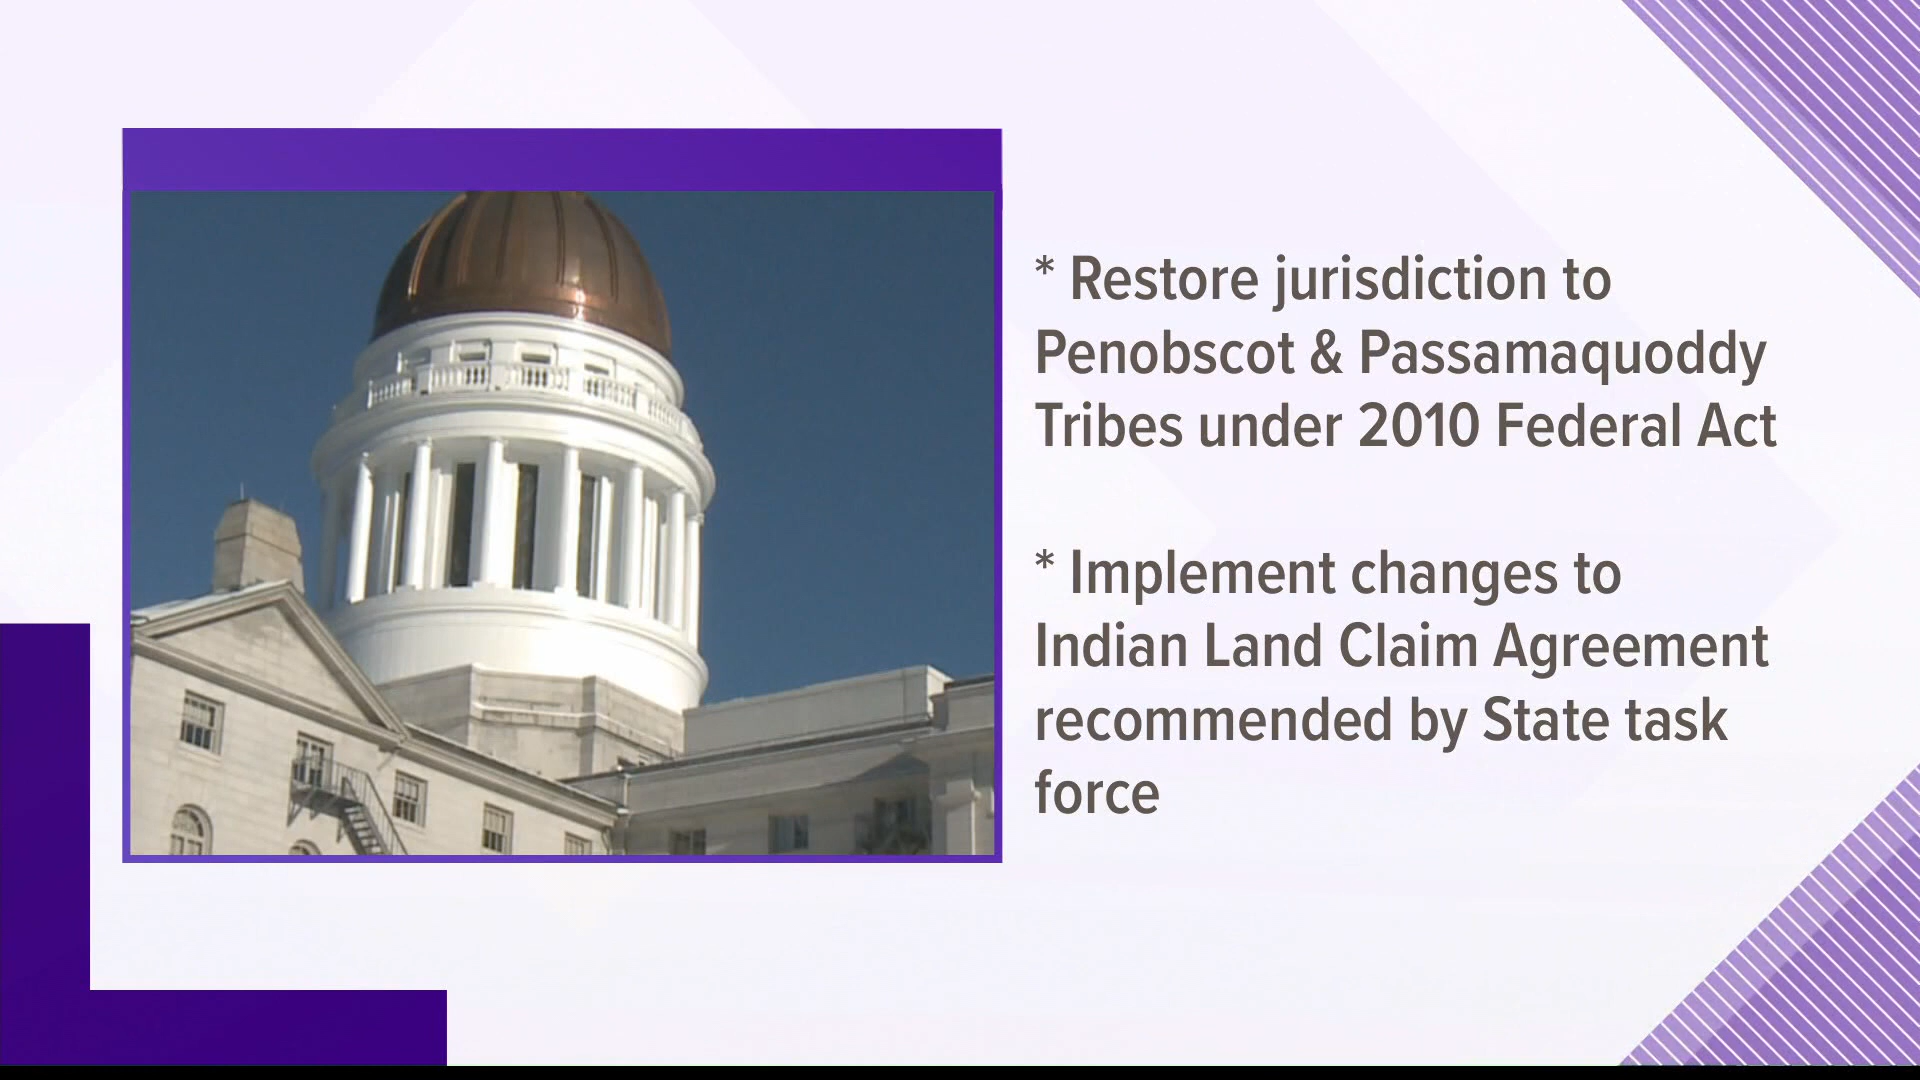 * Restore jurisdiction to
Penobscot & Passamaquoddy
Tribes under 2010 Federal Act
* Implement changes to
Indian Land Claim Agreement
recommended by State task
force